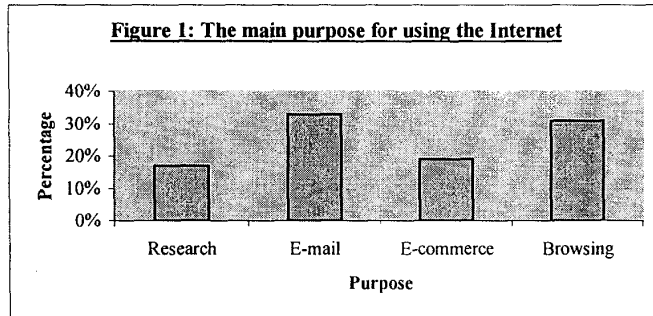 Figure 1: The main purpose for using the Internet
40%
30%
20%
10%
0%
Percentage
Research E-mail E-commerce Browsing
Purpose